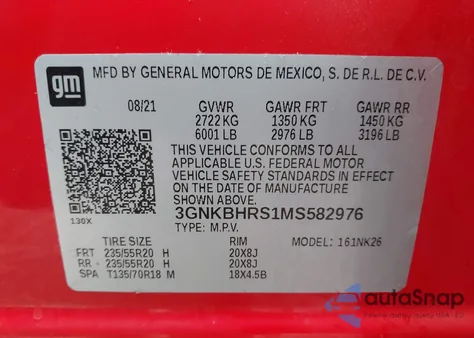 gm
MFD BY GENERAL MOTORS DE MEXICO, S. DE R.L. DE C.V.
08/21 GVWR GAWR FRT GAWR RR
2722 KG 1350 KG 1450 KG
6001 LB 2976 LB 3196 LB
THIS VEHICLE CONFORMS TO ALL
APPLICABLE U.S. FEDERAL MOTOR
VEHICLE SAFETY STANDARDS IN EFFECT
ON THE DATE OF MANUFACTURE
SHOWN ABOVE.
3GNKBHRS1MS582976
130X TYPE: M.P.V. MODEL: 161NK26
TIRE SIZE RIM
FRT 235/55R20 H 20X8J
RR 235/55R20 H 20X8J
SPA T135/70R18 M 18X4.5B
autoSnap